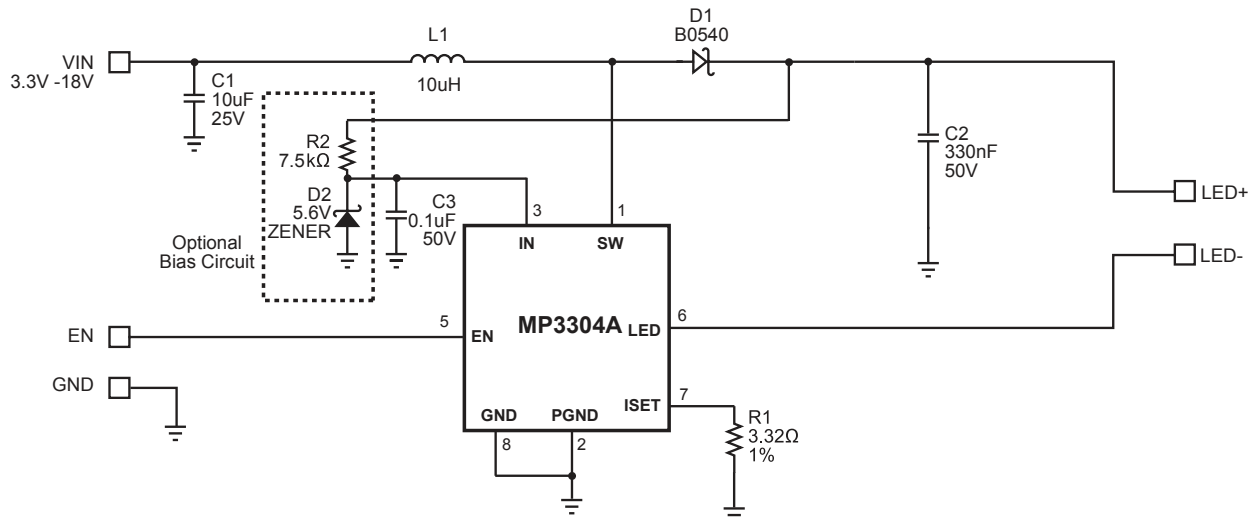 D1
B0540
L1
10uH
VIN
3.3V -18V
C1
10uF
25V
R2
7.5kΩ
D2
5.6V
ZENER
C3
0.1uF
50V
Optional
Bias Circuit
C2
330nF
50V
LED+
LED-
3
1
IN
SW
5
EN
EN
MP3304A
LED
6
GND
ISET
7
GND
PGND
8
2
R1
3.32Ω
1%